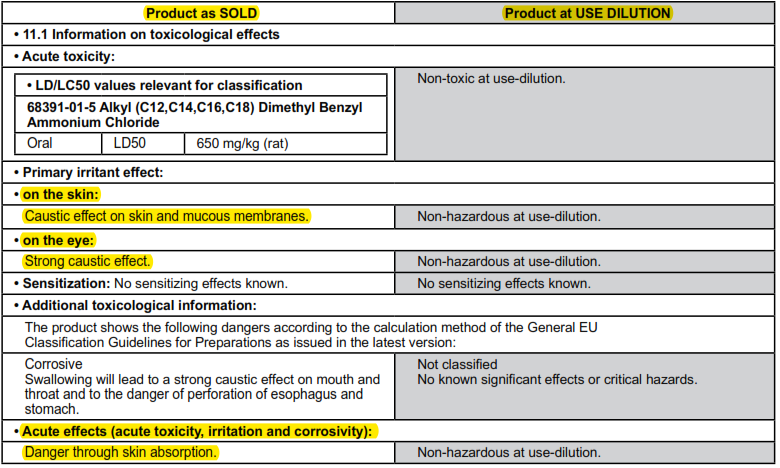 Product as SOLD
Product at USE DILUTION
• 11.1 Information on toxicological effects
• Acute toxicity:
• LD/LC50 values relevant for classification
68391-01-5 Alkyl (C12,C14,C16,C18) Dimethyl Benzyl
Ammonium Chloride
Oral LD50 650 mg/kg (rat)
Non-toxic at use-dilution.
• Primary irritant effect:
• on the skin:
Caustic effect on skin and mucous membranes.
Non-hazardous at use-dilution.
• on the eye:
Strong caustic effect.
Non-hazardous at use-dilution.
• Sensitization: No sensitizing effects known.
No sensitizing effects known.
• Additional toxicological information:
The product shows the following dangers according to the calculation method of the General EU
Classification Guidelines for Preparations as issued in the latest version:
Corrosive
Swallowing will lead to a strong caustic effect on mouth and
throat and to the danger of perforation of esophagus and
stomach.
Not classified
No known significant effects or critical hazards.
• Acute effects (acute toxicity, irritation and corrosivity):
Danger through skin absorption.
Non-hazardous at use-dilution.